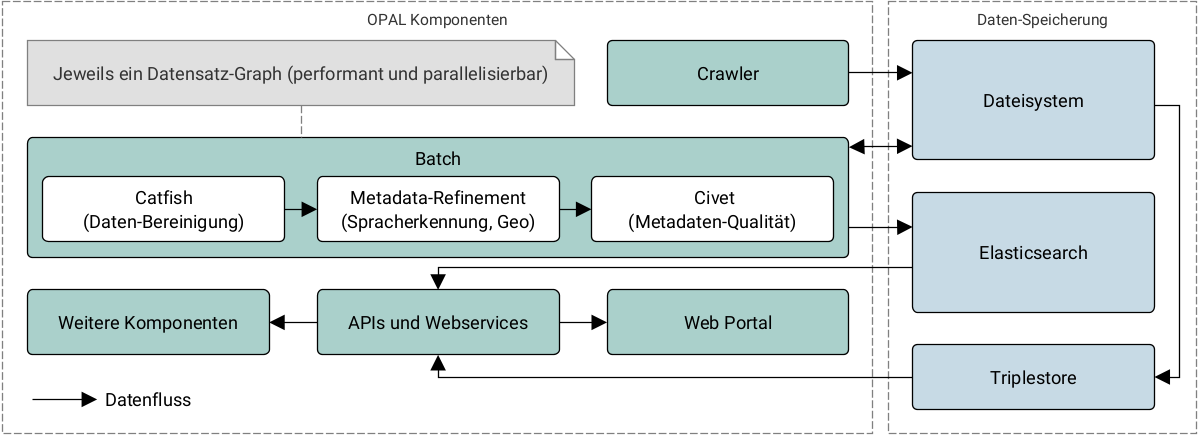 OPAL Komponenten
Daten-Speicherung
Jeweils ein Datensatz-Graph (performant und parallelisierbar)
Crawler
Dateisystem
Batch
Catfish
(Daten-Bereinigung)
Metadata-Refinement
(Spracherkennung, Geo)
Civet
(Metadaten-Qualität)
Elasticsearch
Weitere Komponenten
APIs und Webservices
Web Portal
Triplestore
Datenfluss